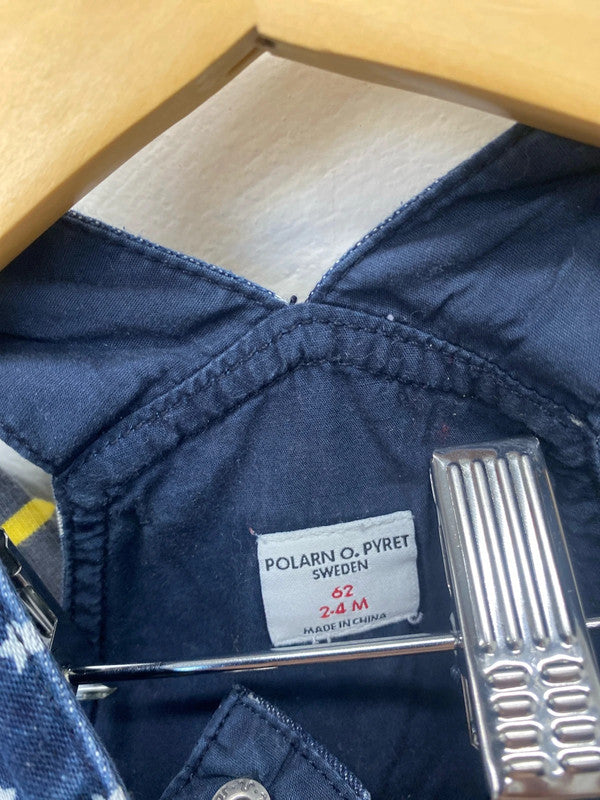 POLARN O. PYRET
SWEDEN
62
2-4 M
MADE IN CHINA